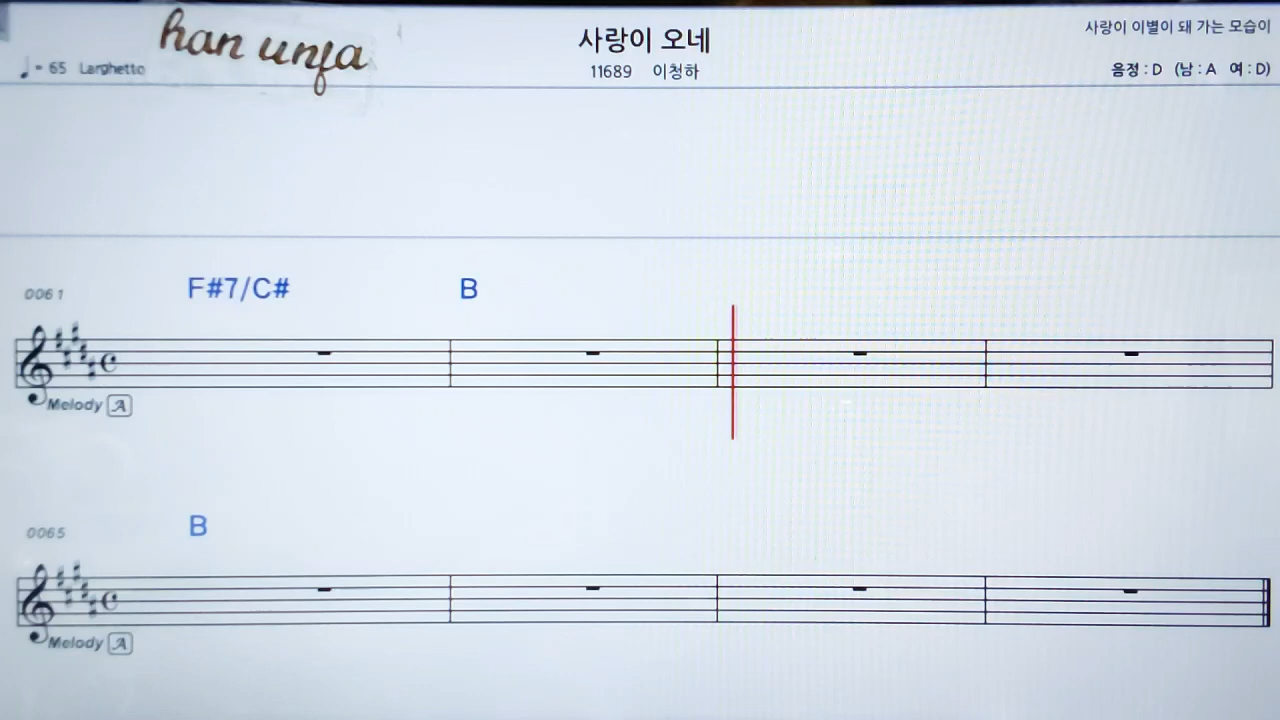 han unja
사랑이 오네
사랑이 이별이 돼 가는 모습이
♩= 65 Larghetto
11689 이청하
음정 : D (남 : A 여 : D)
0061 F#7/C# B
Melody A
0065 B
Melody A